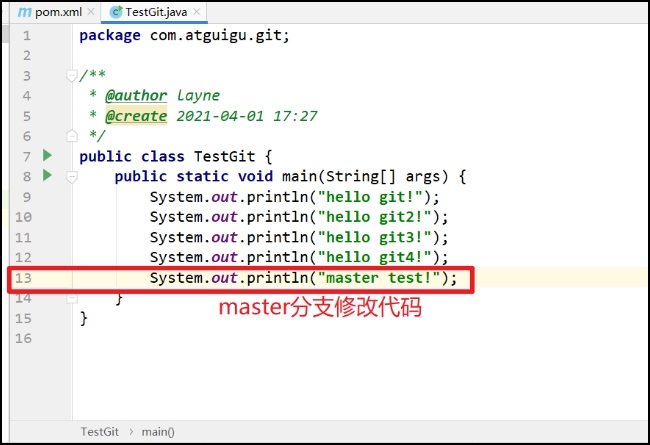 m pom.xml × C TestGit.java ×
1 package com.atguigu.git;
2
3 /**
4 * @author Layne
5 * @create 2021-04-01 17:27
6 */
7 public class TestGit {
8 public static void main(String[] args) {
9 System.out.println("hello git!");
10 System.out.println("hello git2!");
11 System.out.println("hello git3!");
12 System.out.println("hello git4!");
13 System.out.println("master test!");
14 }
master分支修改代码
15 }
16
TestGit › main()